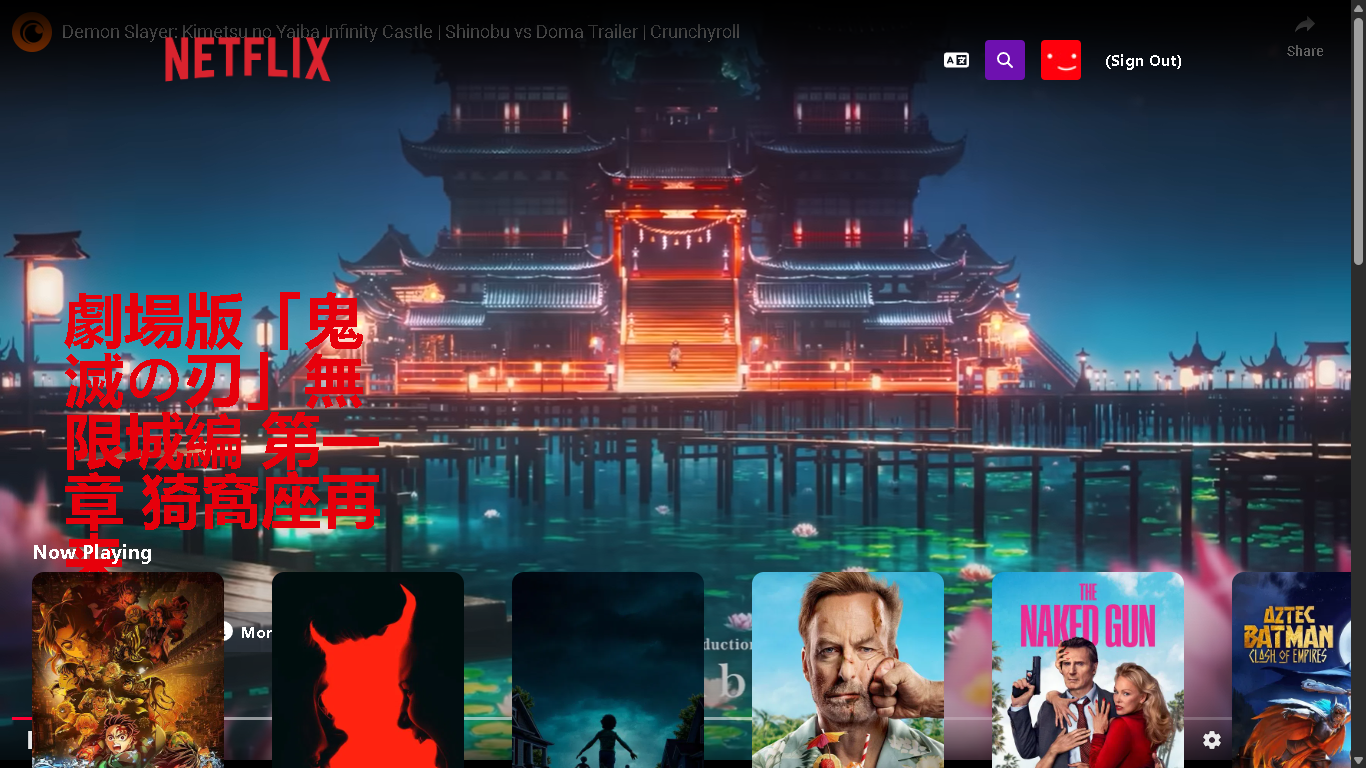 Demon Slayer: Kimetsu no Yaiba Infinity Castle | Shinobu vs Doma Trailer | Crunchyroll
Share
NETFLIX
(Sign Out)
劇場版「鬼
滅の刃」無
限城編 第一
章 猗窩座再
Now Playing
Mor
THE
NAKED GUN
AZTEC
BATMAN
CLASH OF EMPIRES
duction
b